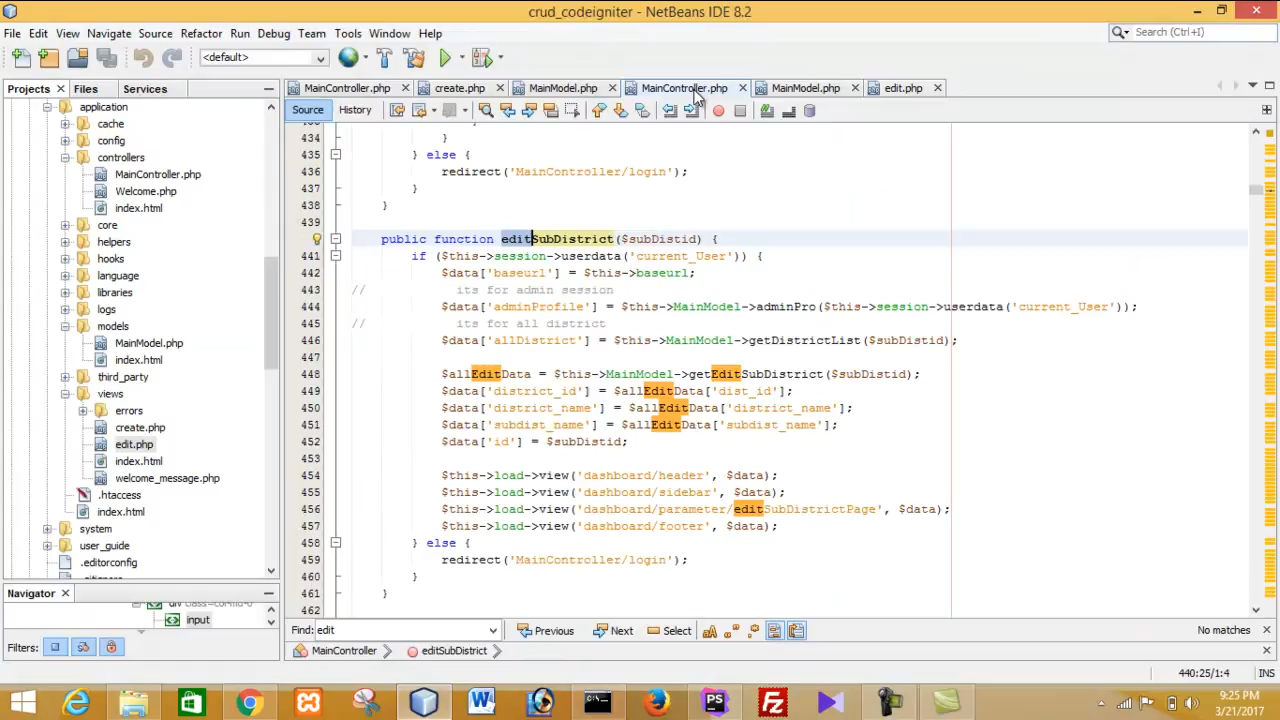 crud_codeigniter - NetBeans IDE 8.2
File Edit View Navigate Source Refactor Run Debug Team Tools Window Help
Search (Ctrl+I)
<default>
Projects Files Services
MainController.php create.php MainModel.php MainController.php MainModel.php edit.php
Source History
application
cache
config
controllers
MainController.php
Welcome.php
index.html
core
helpers
hooks
language
libraries
logs
models
MainModel.php
index.html
third_party
views
errors
create.php
edit.php
index.html
welcome_message.php
.htaccess
index.html
system
user_guide
.editorconfig
Navigator
input
Filters:
434 }
435 } else {
436 redirect('MainController/login');
437 }
438 }
439
public function editSubDistrict($subDistid) {
441 if ($this->session->userdata('current_User')) {
442 $data['baseurl'] = $this->baseurl;
443 // its for admin session
444 $data['adminProfile'] = $this->MainModel->adminPro($this->session->userdata('current_User'));
445 // its for all district
446 $data['allDistrict'] = $this->MainModel->getDistrictList($subDistid);
447
448 $allEditData = $this->MainModel->getEditSubDistrict($subDistid);
449 $data['district_id'] = $allEditData['dist_id'];
450 $data['district_name'] = $allEditData['district_name'];
451 $data['subdist_name'] = $allEditData['subdist_name'];
452 $data['id'] = $subDistid;
453
454 $this->load->view('dashboard/header', $data);
455 $this->load->view('dashboard/sidebar', $data);
456 $this->load->view('dashboard/parameter/editSubDistrictPage', $data);
457 $this->load->view('dashboard/footer', $data);
458 } else {
459 redirect('MainController/login');
460 }
461 }
462
Find: edit Previous Next Select No matches
MainController editSubDistrict
440:25/1:4 INS
9:25 PM
3/21/2017